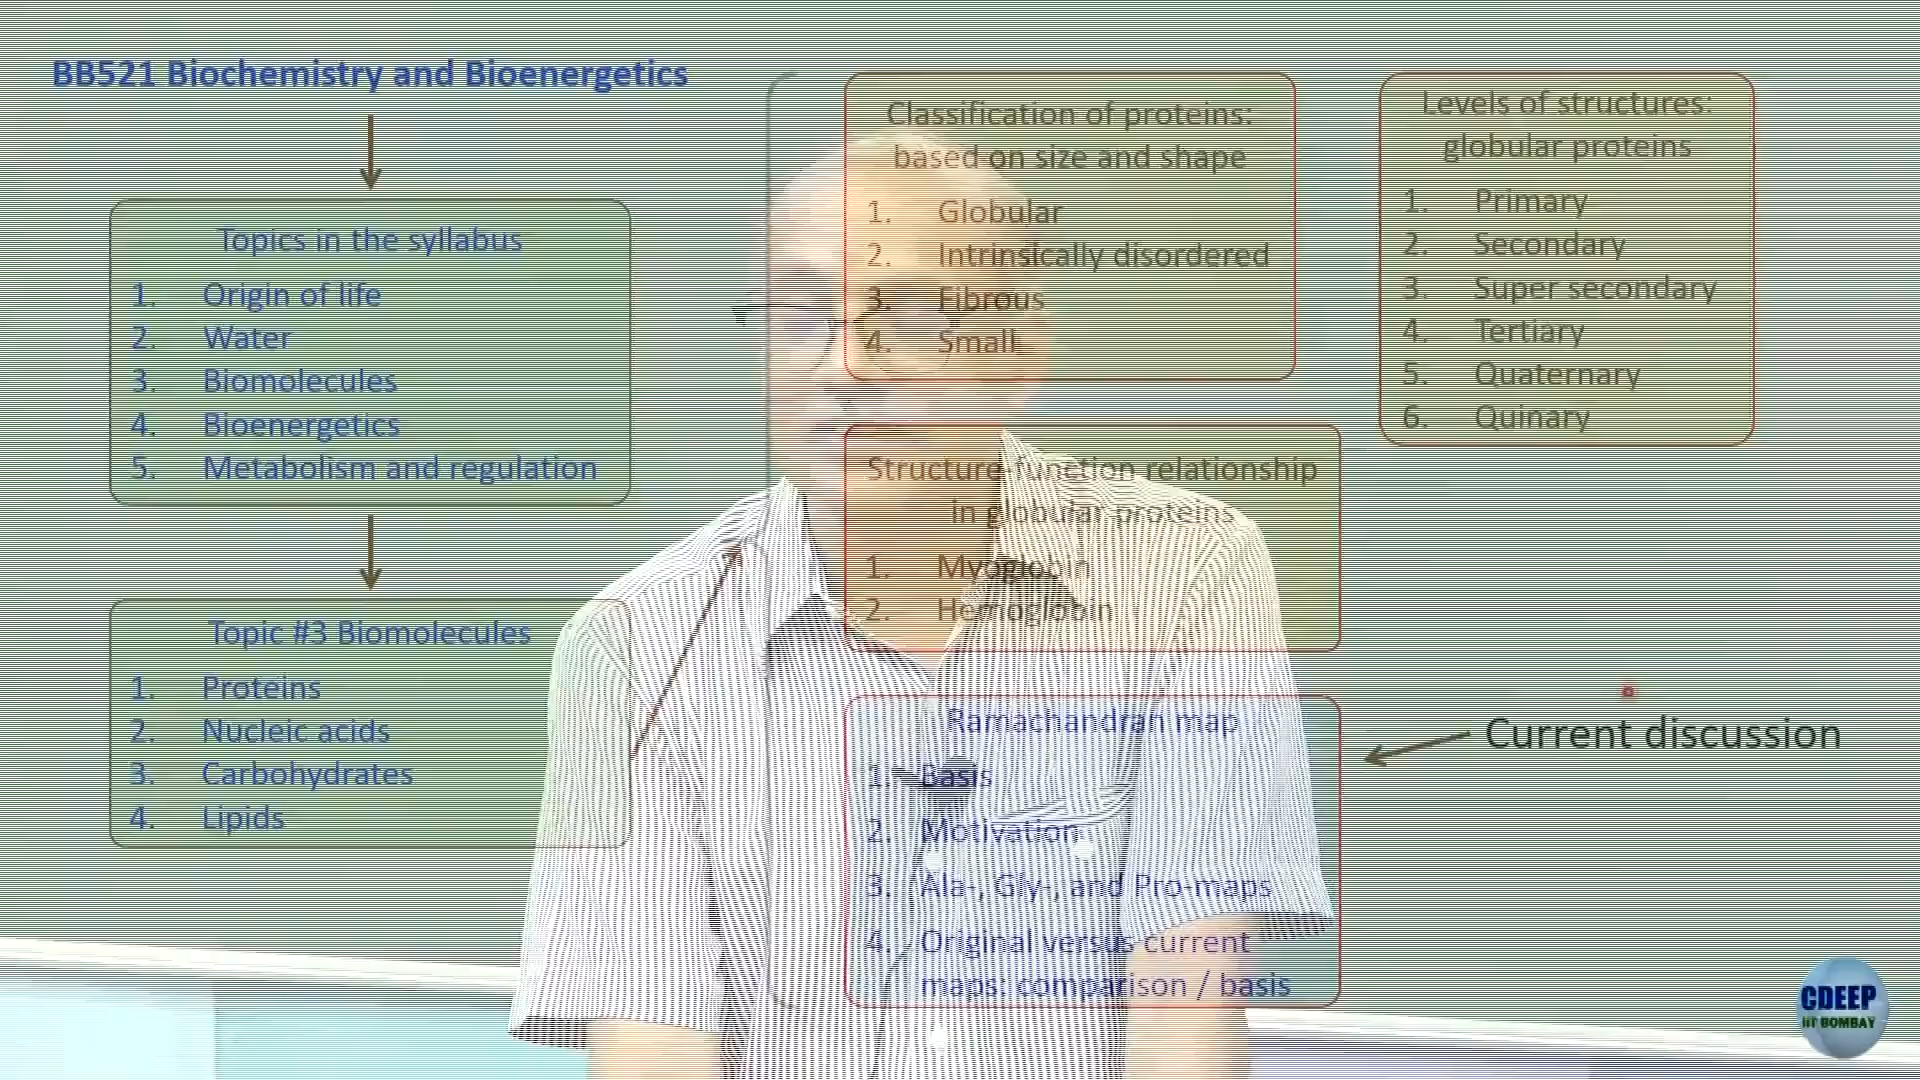 BB521 Biochemistry and Bioenergetics
Topics in the syllabus
1. Origin of life
2. Water
3. Biomolecules
4. Bioenergetics
5. Metabolism and regulation
Topic #3 Biomolecules
1. Proteins
2. Nucleic acids
3. Carbohydrates
4. Lipids
Classification of proteins:
based on size and shape
1. Globular
2. Intrinsically disordered
3. Fibrous
4. Small
Structure-function relationship
in globular proteins
1. Myoglobin
2. Hemoglobin
Ramachandran map
1. Basis
2. Motivation
3. Ala-, Gly-, and Pro-maps
4. Original versus current
maps: comparison / basis
Levels of structures:
globular proteins
1. Primary
2. Secondary
3. Super secondary
4. Tertiary
5. Quaternary
6. Quinary
Current discussion
CDEEP
IIT BOMBAY